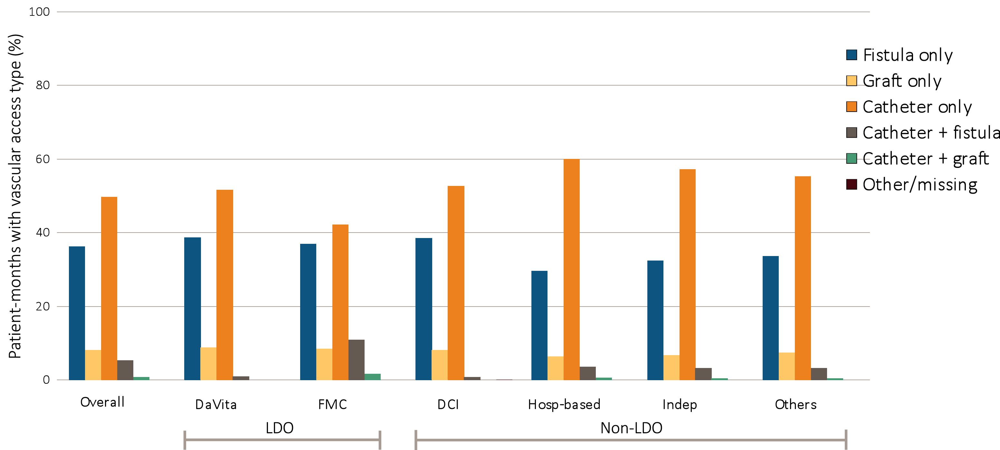 Patient-months with vascular access type (%)
100
80
60
40
20
0
Fistula only
Graft only
Catheter only
Catheter + fistula
Catheter + graft
Other/missing
Overall
DaVita
FMC
DCI
Hosp-based
Indep
Others
LDO
Non-LDO